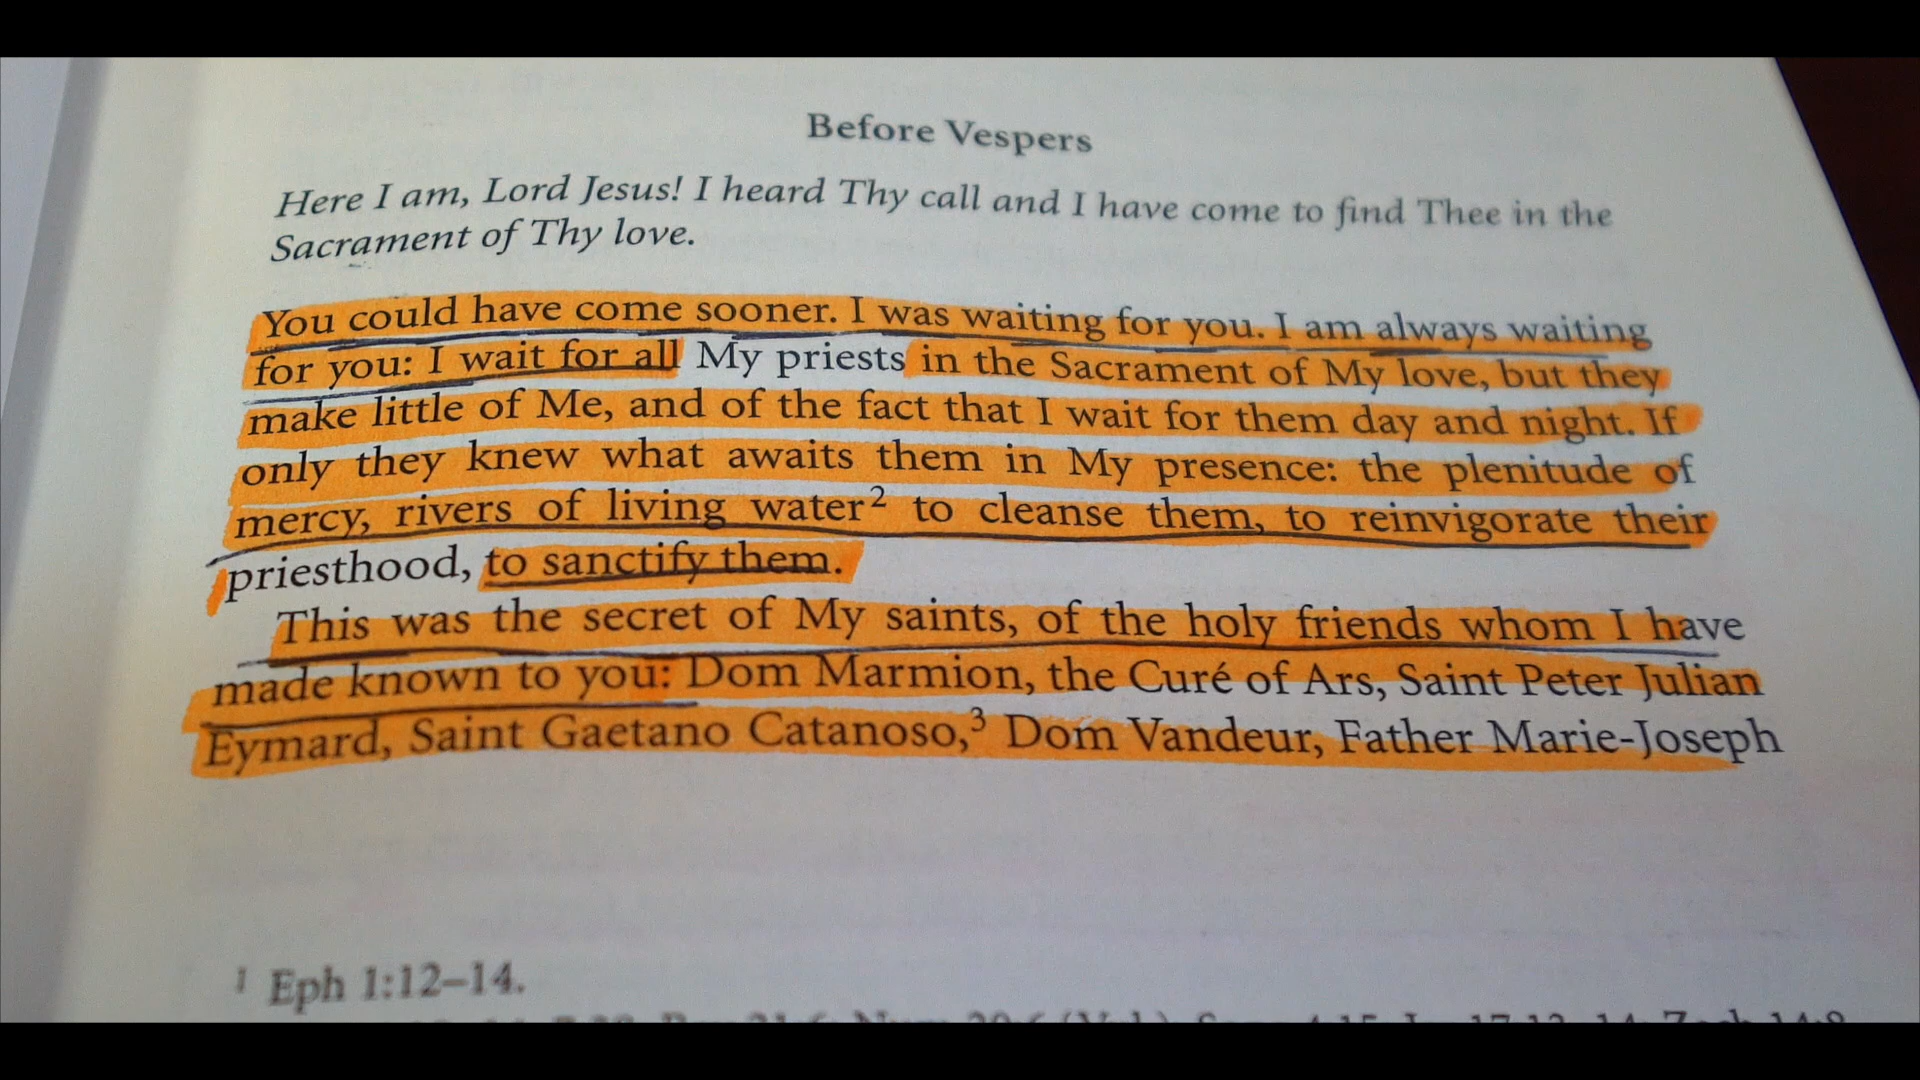 Before Vespers
Here I am, Lord Jesus! I heard Thy call and I have come to find Thee in the
Sacrament of Thy love.
You could have come sooner. I was waiting for you. I am always waiting
for you: I wait for all My priests in the Sacrament of My love, but they
make little of Me, and of the fact that I wait for them day and night. If
only they knew what awaits them in My presence: the plenitude of
mercy, rivers of living water² to cleanse them, to reinvigorate their
priesthood, to sanctify them.
This was the secret of My saints, of the holy friends whom I have
made known to you: Dom Marmion, the Curé of Ars, Saint Peter Julian
Eymard, Saint Gaetano Catanoso,³ Dom Vandeur, Father Marie-Joseph
¹ Eph 1:12–14.